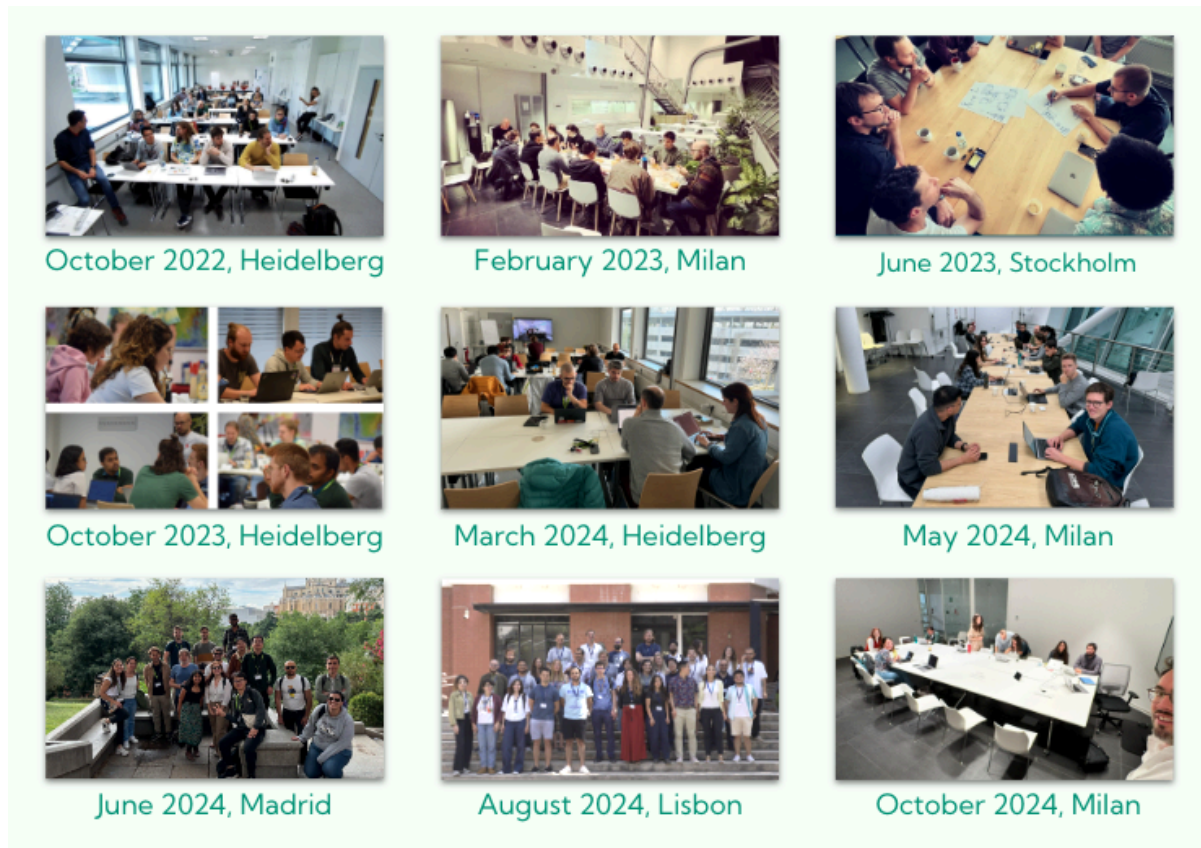 October 2022, Heidelberg
February 2023, Milan
June 2023, Stockholm
October 2023, Heidelberg
March 2024, Heidelberg
May 2024, Milan
June 2024, Madrid
August 2024, Lisbon
October 2024, Milan